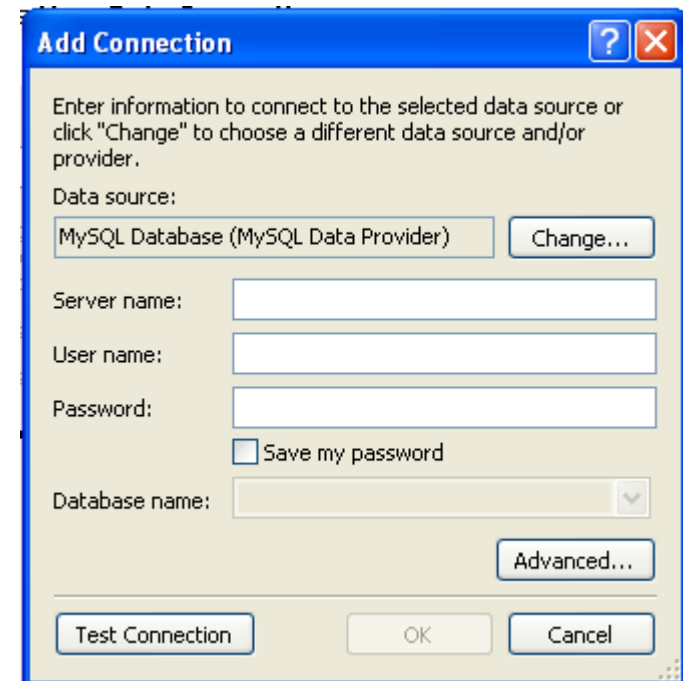 Add Connection
Enter information to connect to the selected data source or
click "Change" to choose a different data source and/or
provider.
Data source:
MySQL Database (MySQL Data Provider)
Change...
Server name:
User name:
Password:
Save my password
Database name:
Advanced...
Test Connection
OK
Cancel